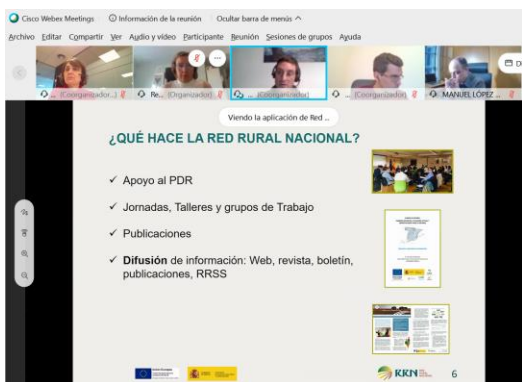 Cisco Webex Meetings Información de la reunión Ocultar barra de menús
Archivo Editar Compartir Ver Audio y vídeo Participante Reunión Sesiones de grupos Ayuda
... (Coorganizador...) Re... (Organizador) ... (Coorganizador) ... (Coorganizador) MANUEL LÓPEZ ...
Viendo la aplicación de Red ...
¿QUÉ HACE LA RED RURAL NACIONAL?
✓ Apoyo al PDR
✓ Jornadas, Talleres y grupos de Trabajo
✓ Publicaciones
✓ Difusión de información: Web, revista, boletín,
publicaciones, RRSS
RRN 6